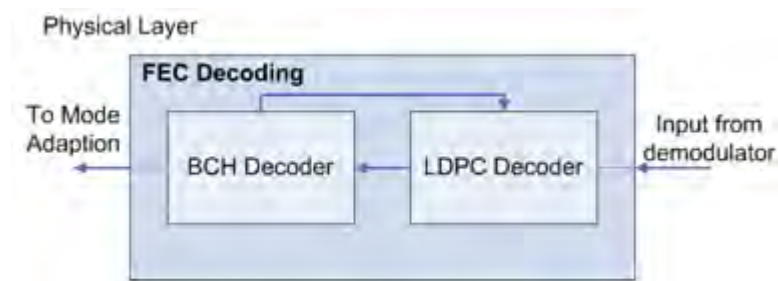 Physical Layer
FEC Decoding
To Mode
Adaption
BCH Decoder
LDPC Decoder
Input from
demodulator